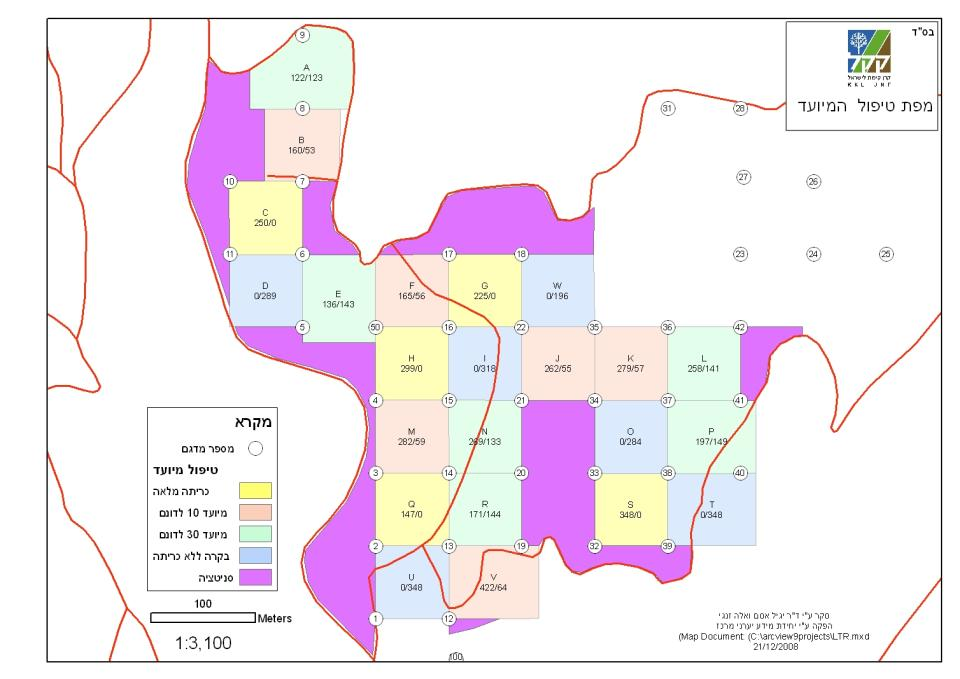 בס"ד
קק"ל
קרן קימת לישראל
KKL JNF
מפת טיפול המיועד
9
A
122/123
8
31
28
B
160/53
10
7
27
26
C
250/0
11
6
17
18
23
24
25
D
0/289
E
136/143
F
165/56
G
225/0
W
0/196
5
50
16
22
35
36
42
H
299/0
I
0/318
J
262/55
K
279/57
L
258/141
4
15
21
34
37
41
M
282/59
N
269/133
O
0/284
P
197/149
3
14
20
33
38
40
Q
147/0
R
171/144
S
348/0
T
0/348
2
13
19
32
39
U
0/348
V
422/64
1
12
100
מקרא
מספר מדגם
טיפול מיועד
כריתה מלאה
מיועד 10 לדונם
מיועד 30 לדונם
בקרה ללא כריתה
סניטציה
100
Meters
1:3,100
סקר ע"י ד"ר יגיל אסם ואלה זנגי
הפקה ע"י יחידת מידע יערני מרכז
(Map Document: (C:\arcview9projects\LTR.mxd
21/12/2008